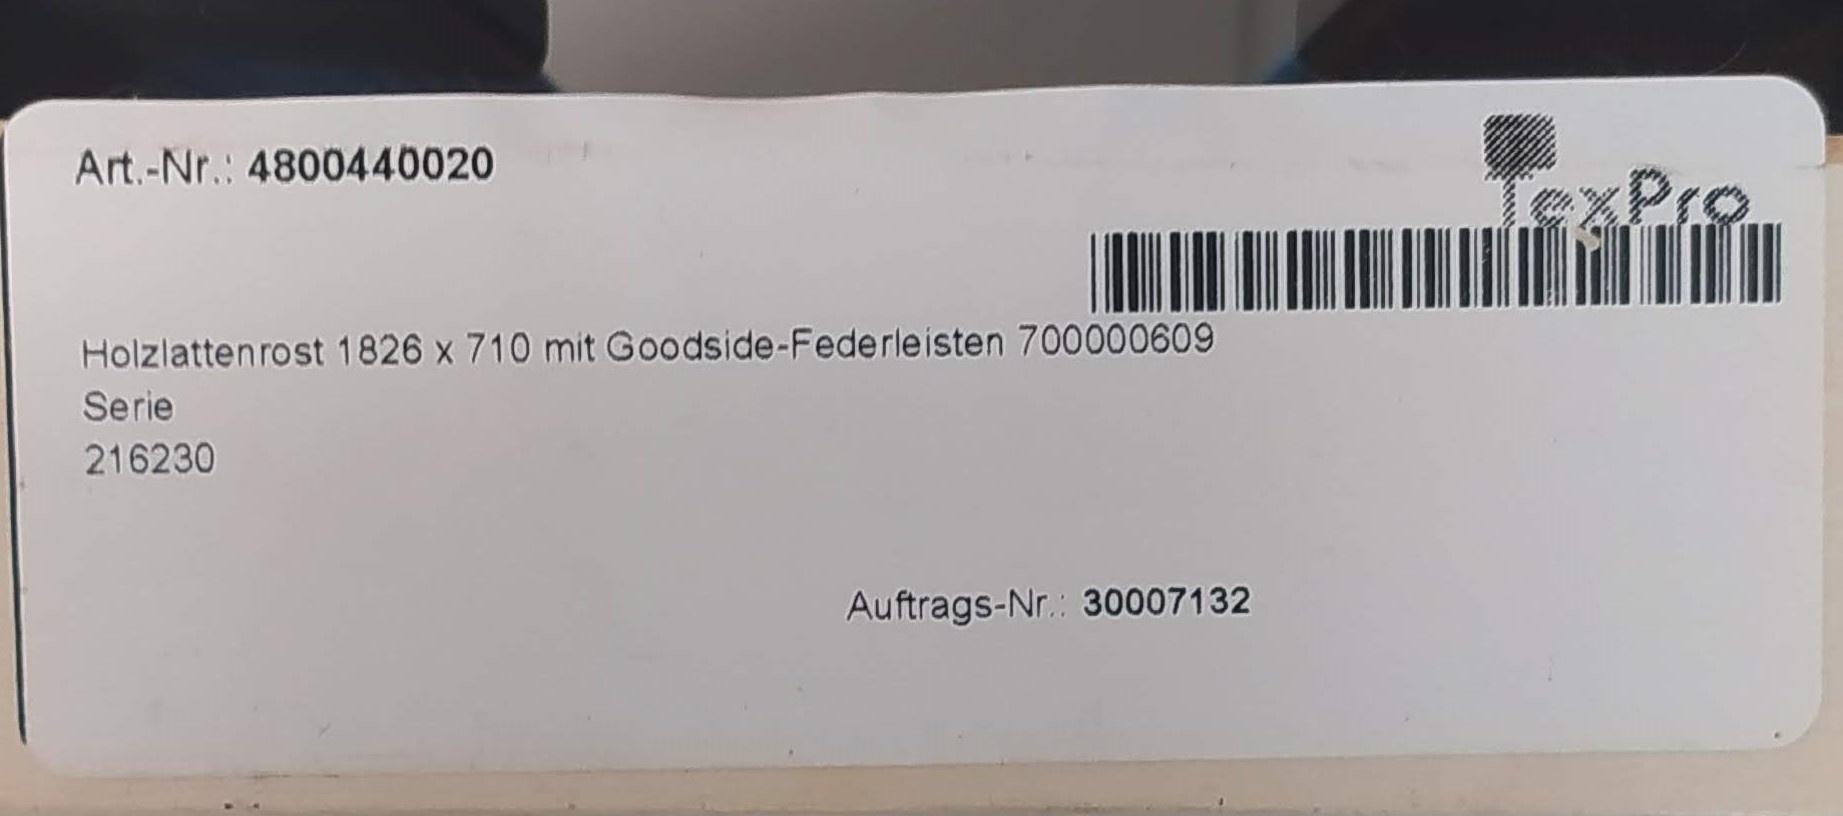 Art.-Nr.: 4800440020
TexPro
Holzlattenrost 1826 x 710 mit Goodside-Federleisten 700000609
Serie
216230
Auftrags-Nr.: 30007132